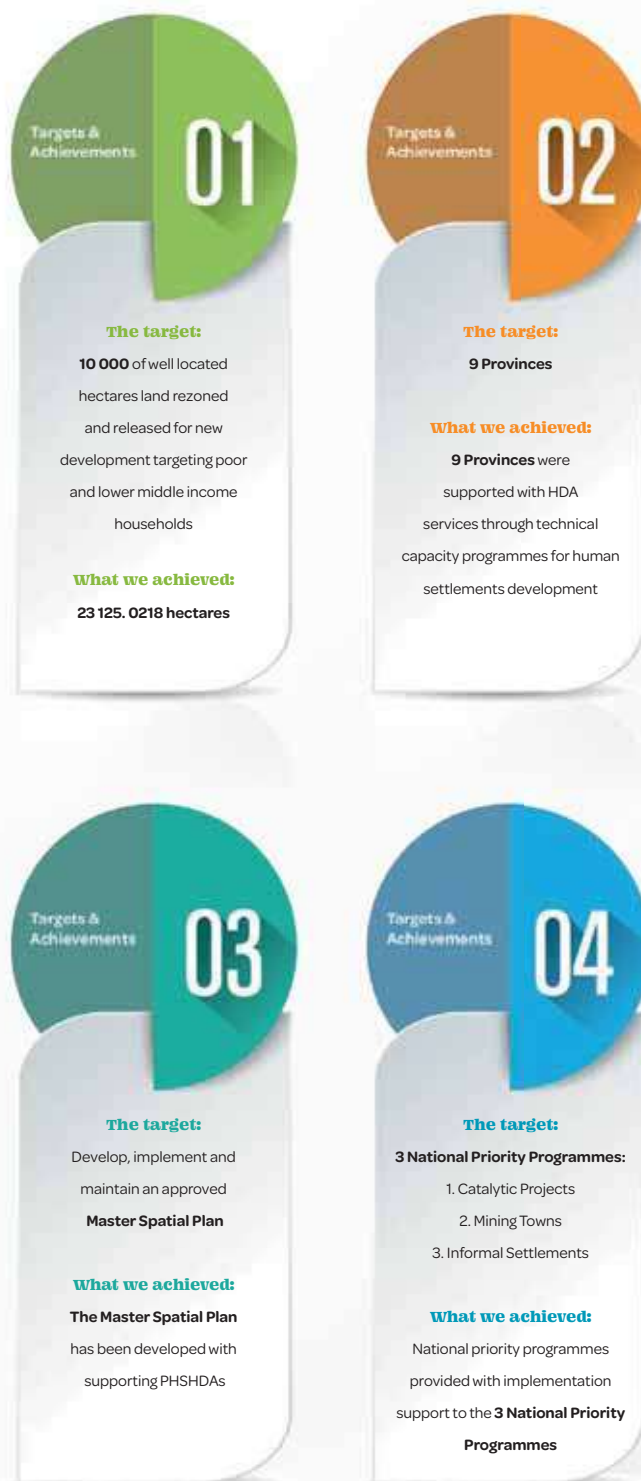 Targets &
Achievements
01
The target:
10 000 of well located
hectares land rezoned
and released for new
development targeting poor
and lower middle income
households
What we achieved:
23 125. 0218 hectares
Targets &
Achievements
02
The target:
9 Provinces
What we achieved:
9 Provinces were
supported with HDA
services through technical
capacity programmes for human
settlements development
Targets &
Achievements
03
The target:
Develop, implement and
maintain an approved
Master Spatial Plan
What we achieved:
The Master Spatial Plan
has been developed with
supporting PHSHDAs
Targets &
Achievements
04
The target:
3 National Priority Programmes:
1. Catalytic Projects
2. Mining Towns
3. Informal Settlements
What we achieved:
National priority programmes
provided with implementation
support to the 3 National Priority
Programmes